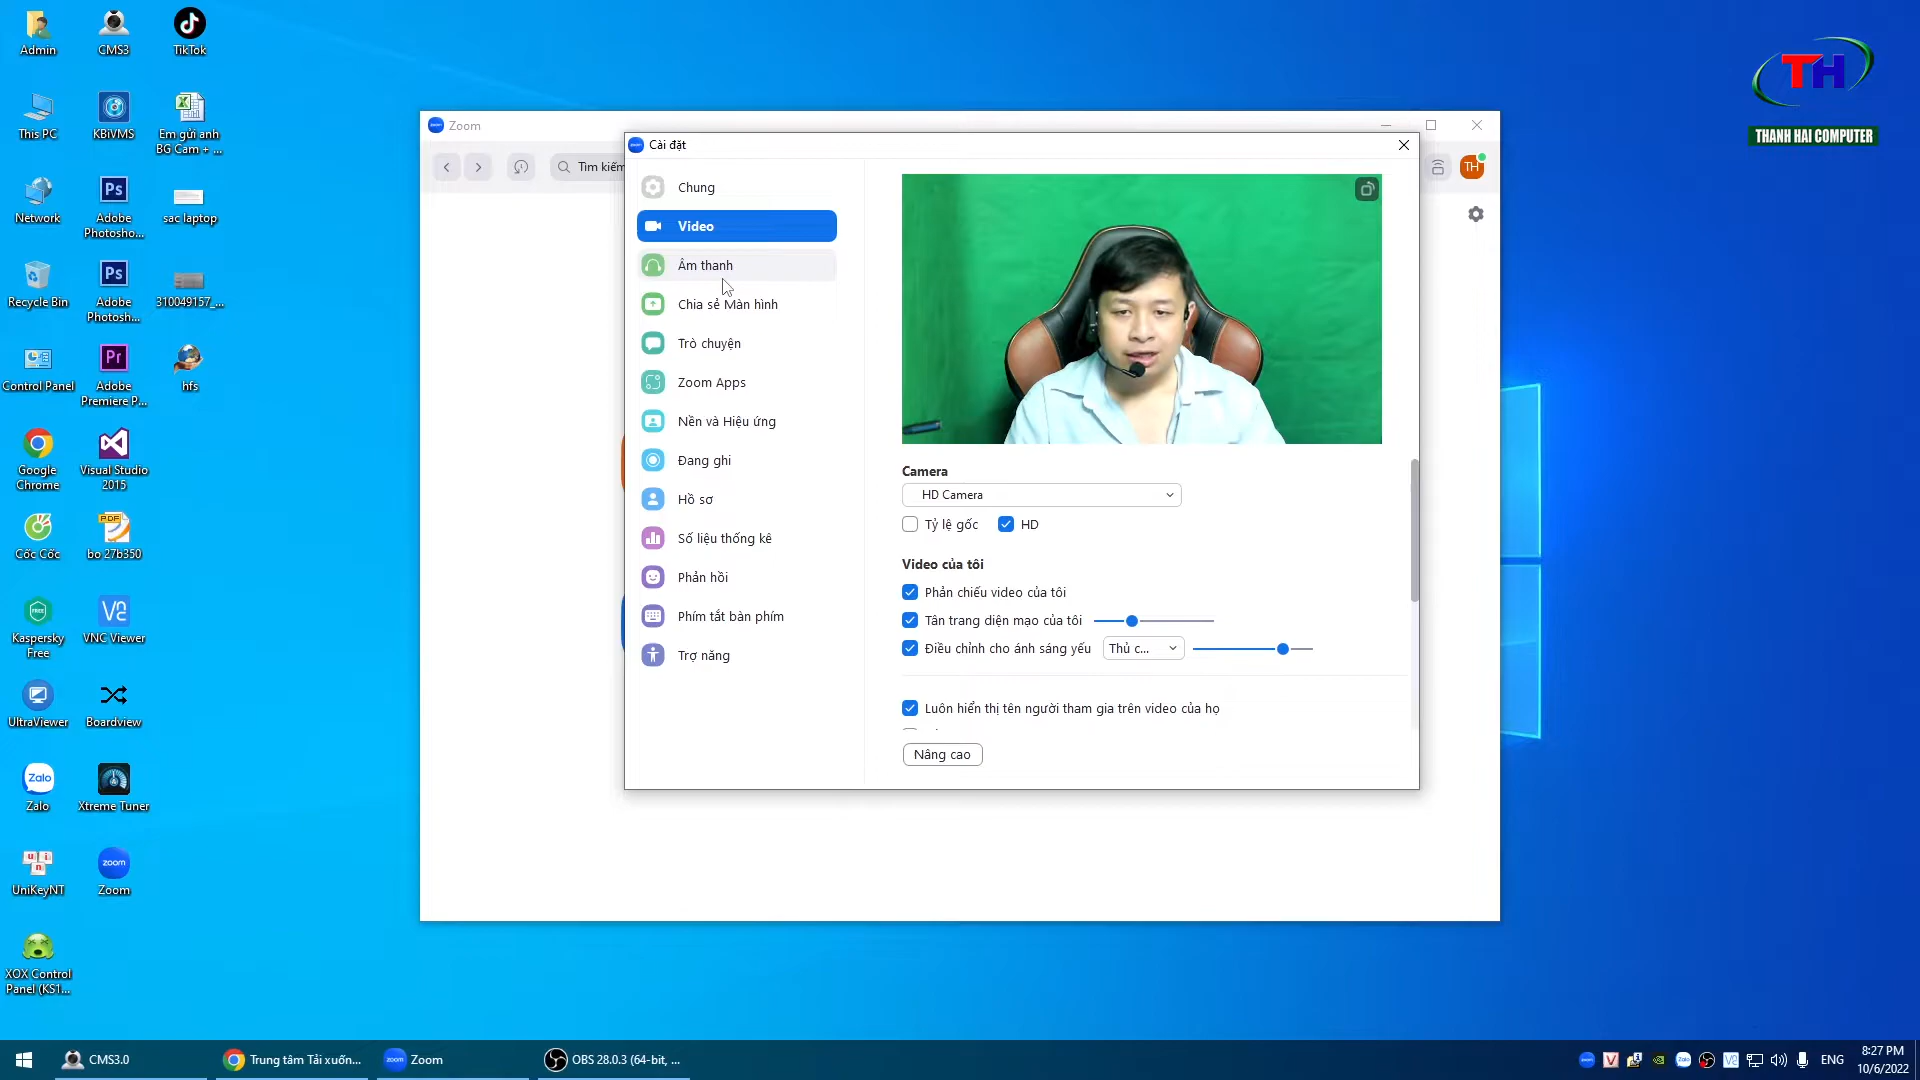 Admin
CMS3
TikTok
This PC
KBiVMS
Em gửi anh
BG Cam + ...
Network
Adobe
Photosho...
sac laptop
Recycle Bin
Adobe
Photosh...
310049157_...
Control Panel
Adobe
Premiere P...
hfs
Google
Chrome
Visual Studio
2015
Cốc Cốc
bo 27b350
Kaspersky
Free
VNC Viewer
UltraViewer
Boardview
Zalo
Xtreme Tuner
UniKeyNT
Zoom
XOX Control
Panel (KS1...
TH
THANH HAI COMPUTER
Zoom
Tìm kiếm
TH
Cài đặt
Chung
Video
Âm thanh
Chia sẻ Màn hình
Trò chuyện
Zoom Apps
Nền và Hiệu ứng
Đang ghi
Hồ sơ
Số liệu thống kê
Phản hồi
Phím tắt bàn phím
Trợ năng
Camera
HD Camera
Tỷ lệ gốc
HD
Video của tôi
Phản chiếu video của tôi
Tân trang diện mạo của tôi
Điều chỉnh cho ánh sáng yếu
Thủ c...
Luôn hiển thị tên người tham gia trên video của họ
Nâng cao
CMS3.0
Trung tâm Tải xuốn...
Zoom
OBS 28.0.3 (64-bit, ...
ENG
8:27 PM
10/6/2022